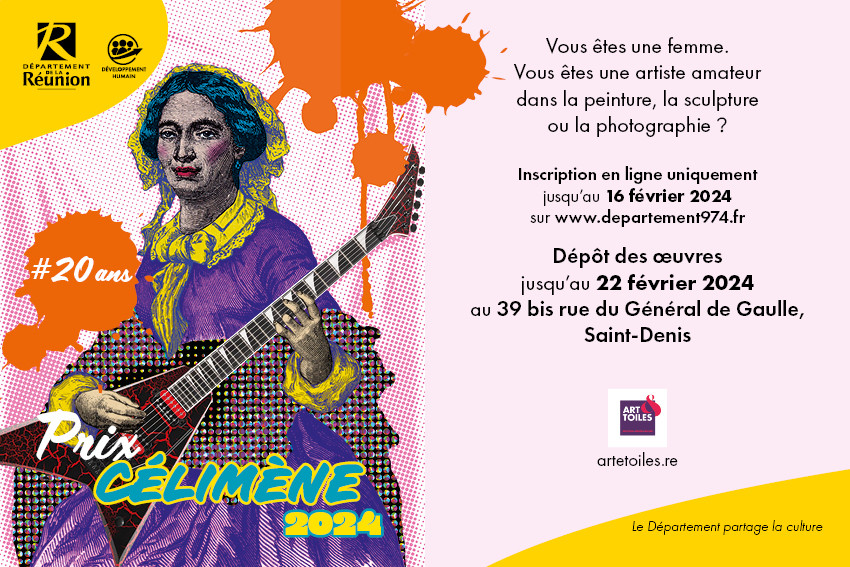 DÉPARTEMENT
DE LA
Réunion
DÉVELOPPEMENT
HUMAIN
#20 ans
Prix
CÉLIMÈNE
2024
Vous êtes une femme.
Vous êtes une artiste amateur
dans la peinture, la sculpture
ou la photographie ?
Inscription en ligne uniquement
jusqu'au 16 février 2024
sur www.departement974.fr
Dépôt des œuvres
jusqu'au 22 février 2024
au 39 bis rue du Général de Gaulle,
Saint-Denis
ART &
TOILES
artetoiles.re
Le Département partage la culture